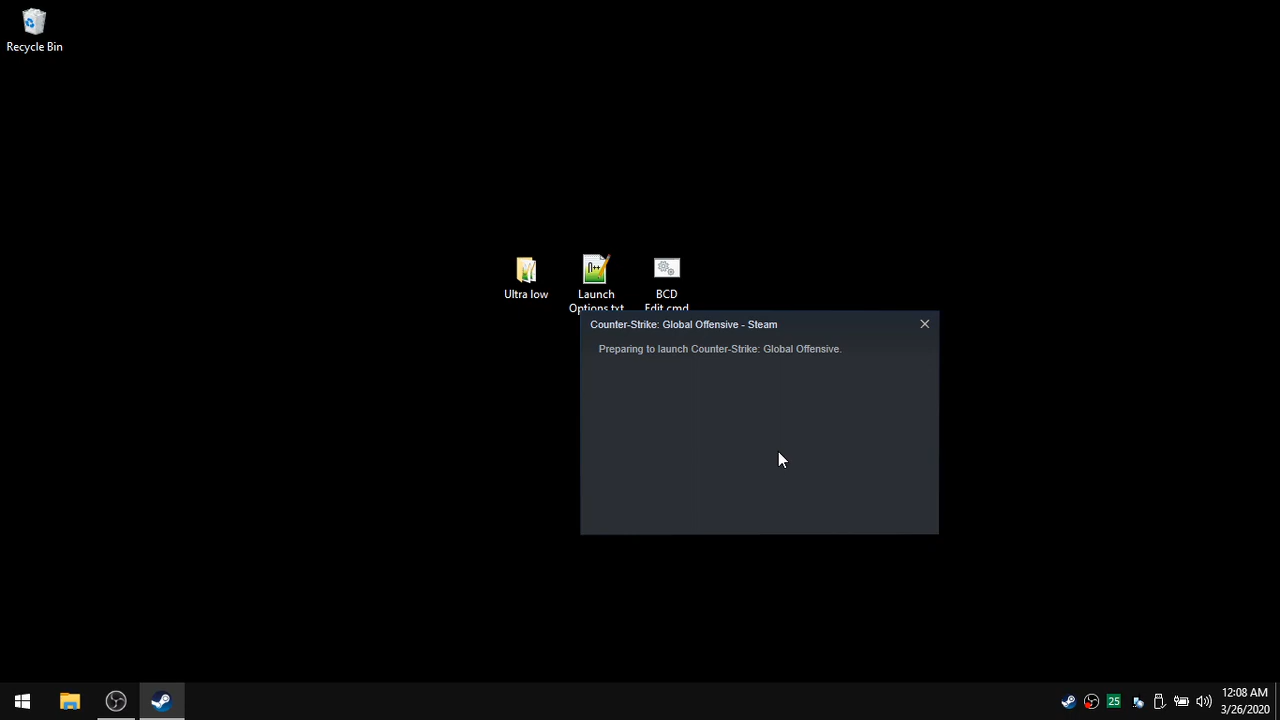 Recycle Bin
Ultra low
Launch
Options.txt
BCD
Edit.cmd
Counter-Strike: Global Offensive - Steam
Preparing to launch Counter-Strike: Global Offensive.
25
12:08 AM
3/26/2020